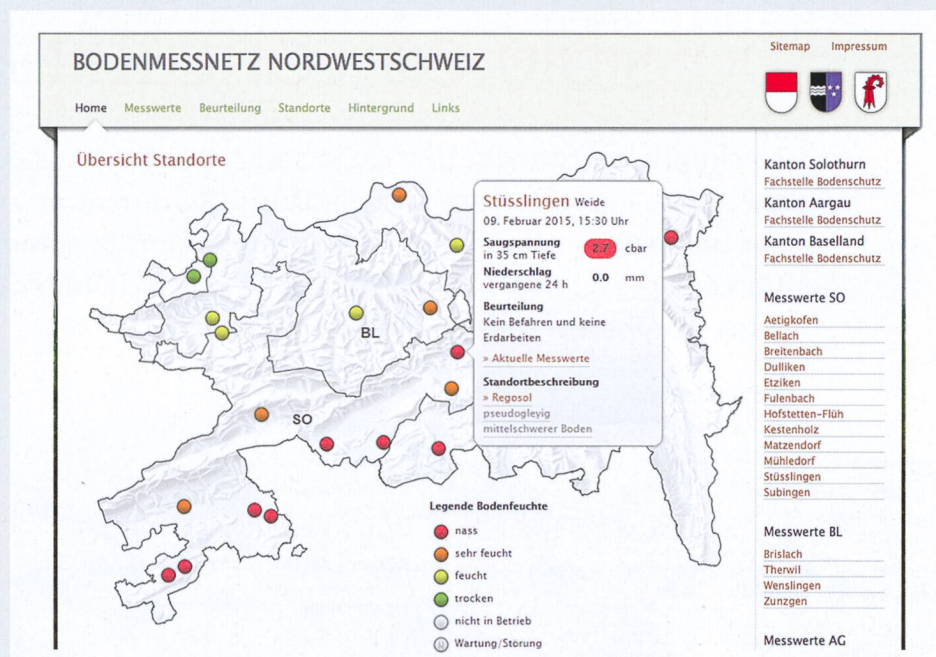 Sitemap Impressum
BODENMESSNETZ NORDWESTSCHWEIZ
Home Messwerte Beurteilung Standorte Hintergrund Links
Übersicht Standorte
BL
SO
Stüsslingen Weide
09. Februar 2015, 15:30 Uhr
Saugspannung
in 35 cm Tiefe
2.7 cbar
Niederschlag
vergangene 24 h
0.0 mm
Beurteilung
Kein Befahren und keine
Erdarbeiten
» Aktuelle Messwerte
Standortbeschreibung
» Regosol
pseudogleyig
mittelschwerer Boden
Legende Bodenfeuchte
nass
sehr feucht
feucht
trocken
nicht in Betrieb
Wartung/Störung
Kanton Solothurn
Fachstelle Bodenschutz
Kanton Aargau
Fachstelle Bodenschutz
Kanton Baselland
Fachstelle Bodenschutz
Messwerte SO
Aetigkofen
Bellach
Breitenbach
Dulliken
Etziken
Fulenbach
Hofstetten-Flüh
Kestenholz
Matzendorf
Mühledorf
Stüsslingen
Subingen
Messwerte BL
Brislach
Therwil
Wenslingen
Zunzgen
Messwerte AG